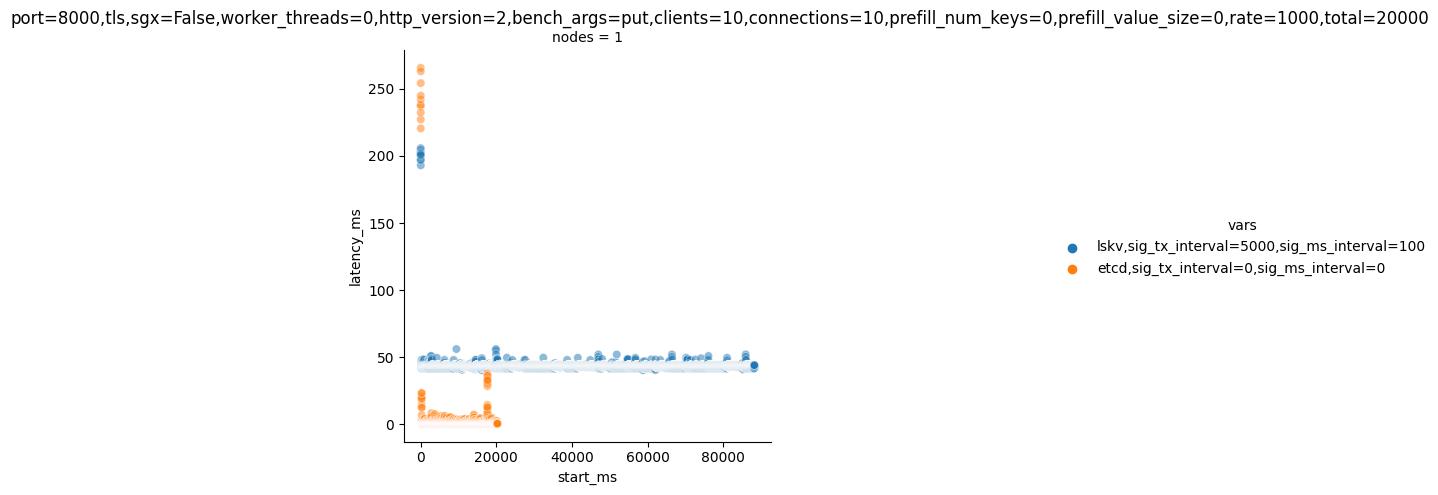 port=8000,tls,sgx=False,worker_threads=0,http_version=2,bench_args=put,clients=10,connections=10,prefill_num_keys=0,prefill_value_size=0,rate=1000,total=20000
nodes = 1
250
200
150
100
50
0
latency_ms
0 20000 40000 60000 80000
start_ms
vars
lskv,sig_tx_interval=5000,sig_ms_interval=100
etcd,sig_tx_interval=0,sig_ms_interval=0